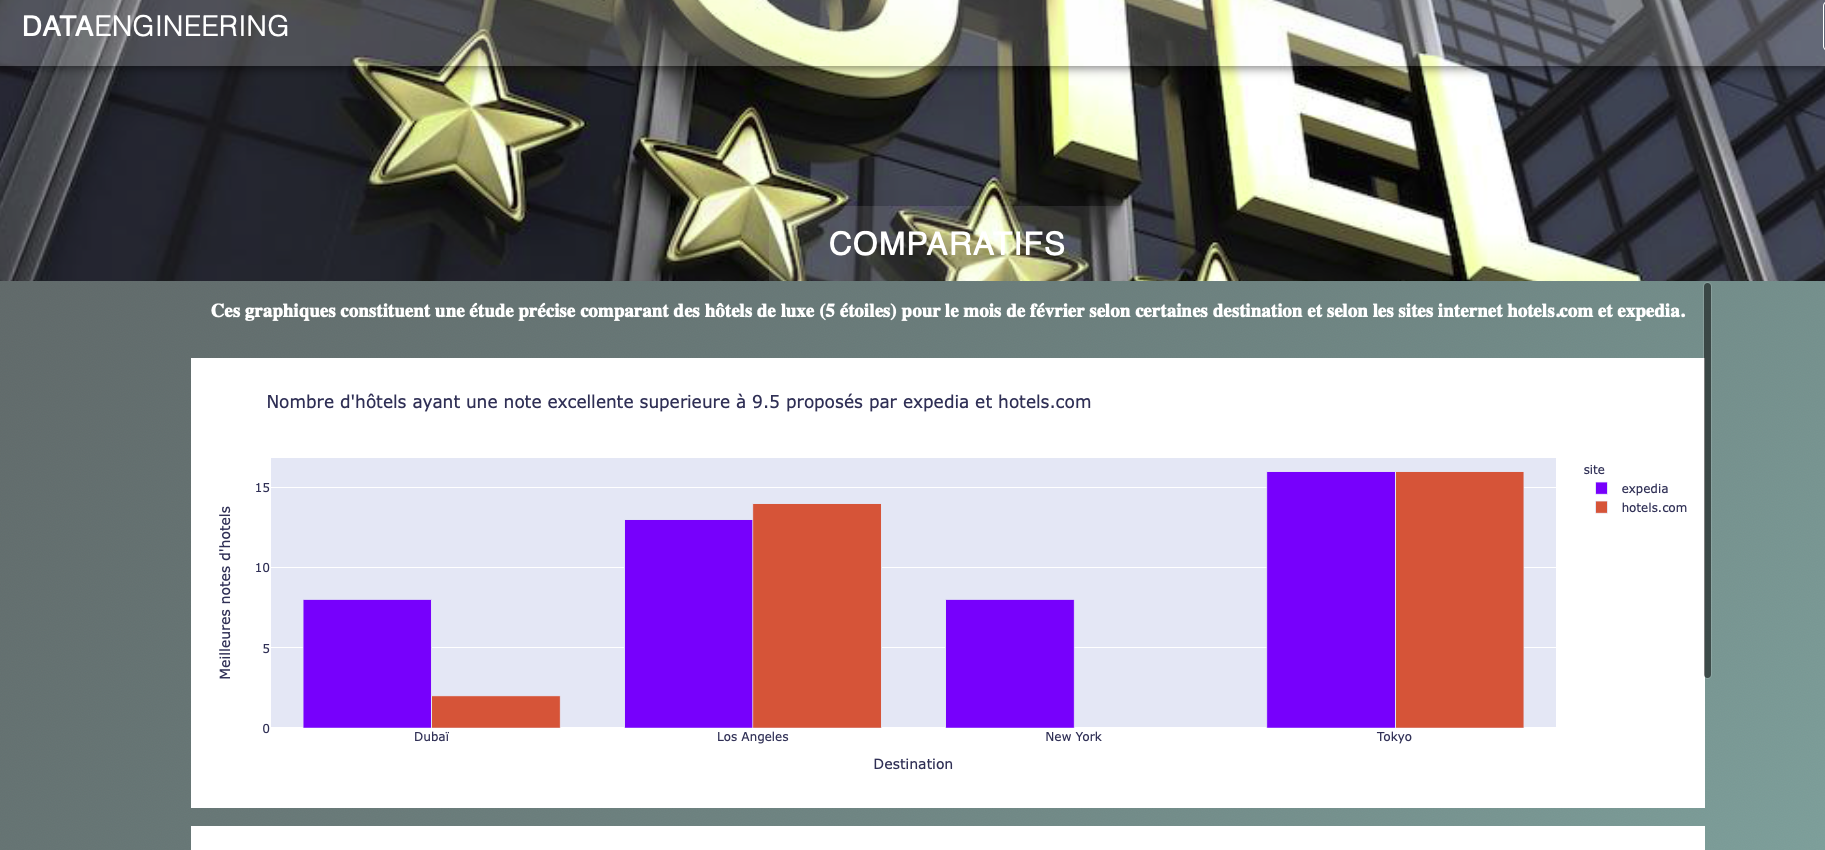 DATAENGINEERING
OTEL
COMPARATIFS
Ces graphiques constituent une étude précise comparant des hôtels de luxe (5 étoiles) pour le mois de février selon certaines destination et selon les sites internet hotels.com et expedia.
Nombre d'hôtels ayant une note excellente superieure à 9.5 proposés par expedia et hotels.com
site
expedia
hotels.com
Meilleures notes d'hotels
15
10
5
0
Dubaï Los Angeles New York Tokyo
Destination